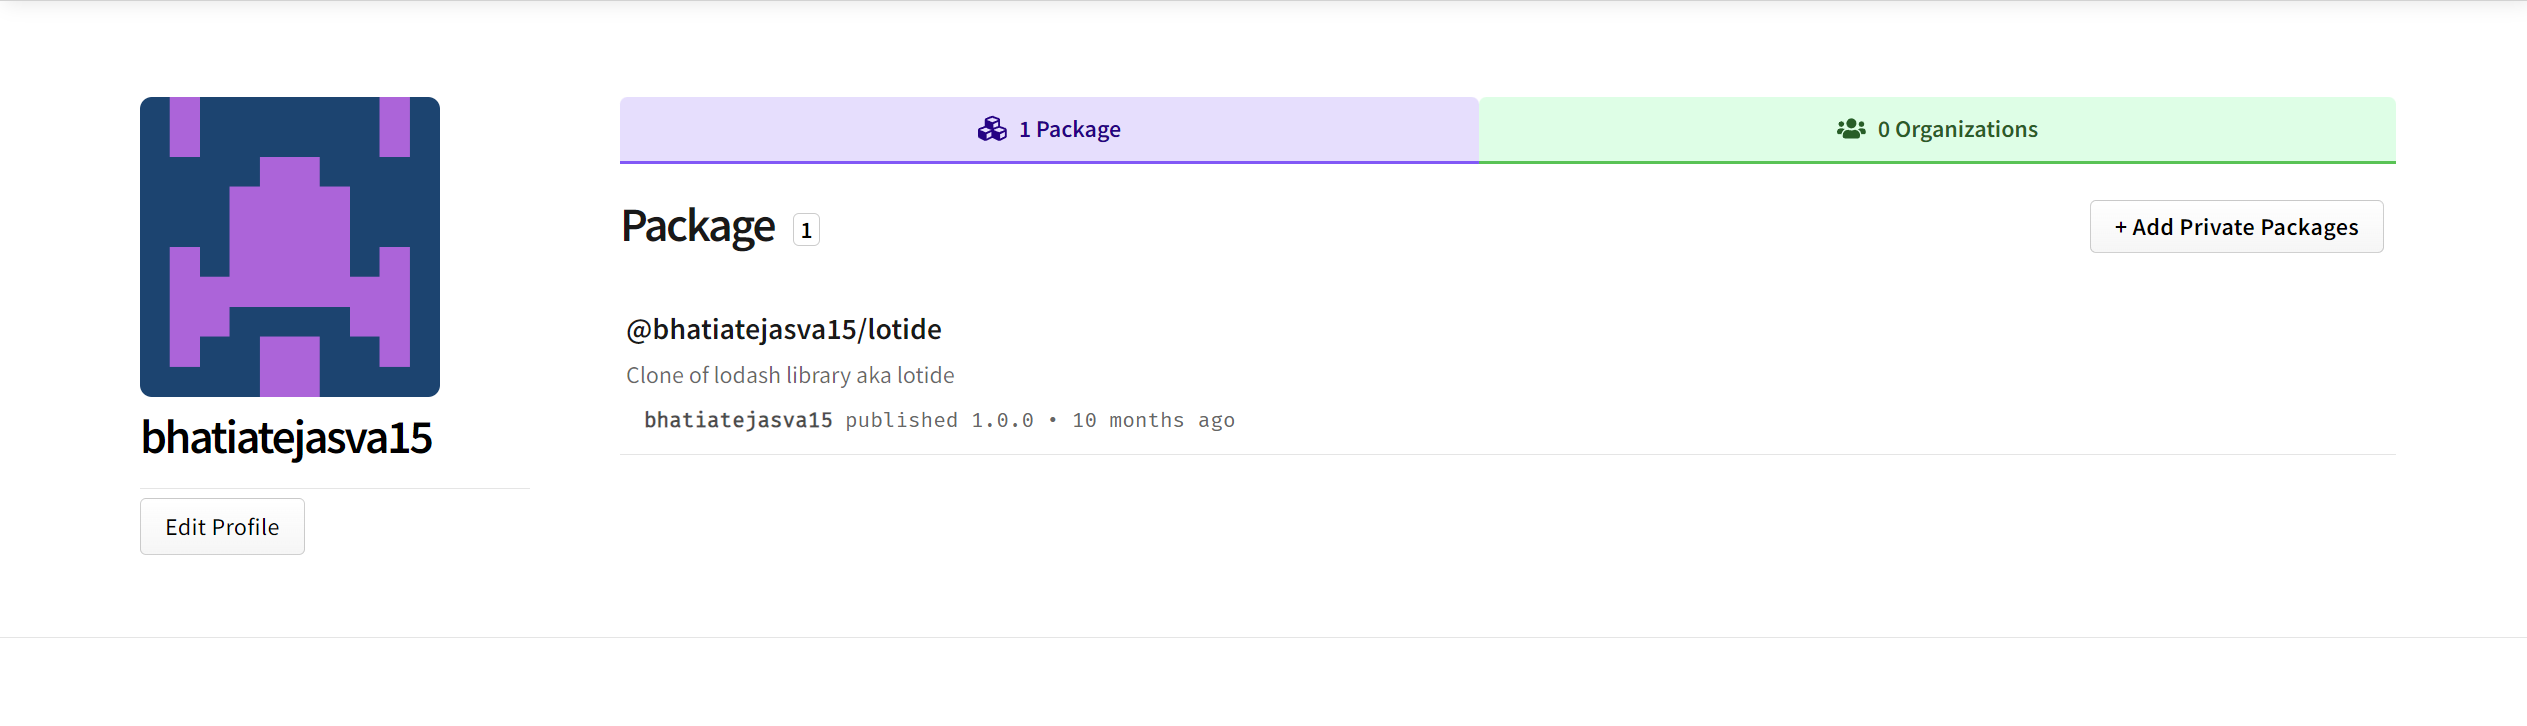 1 Package
0 Organizations
Package 1
+ Add Private Packages
@bhatiatejasva15/lotide
Clone of lodash library aka lotide
bhatiatejasva15 published 1.0.0 • 10 months ago
bhatiatejasva15
Edit Profile